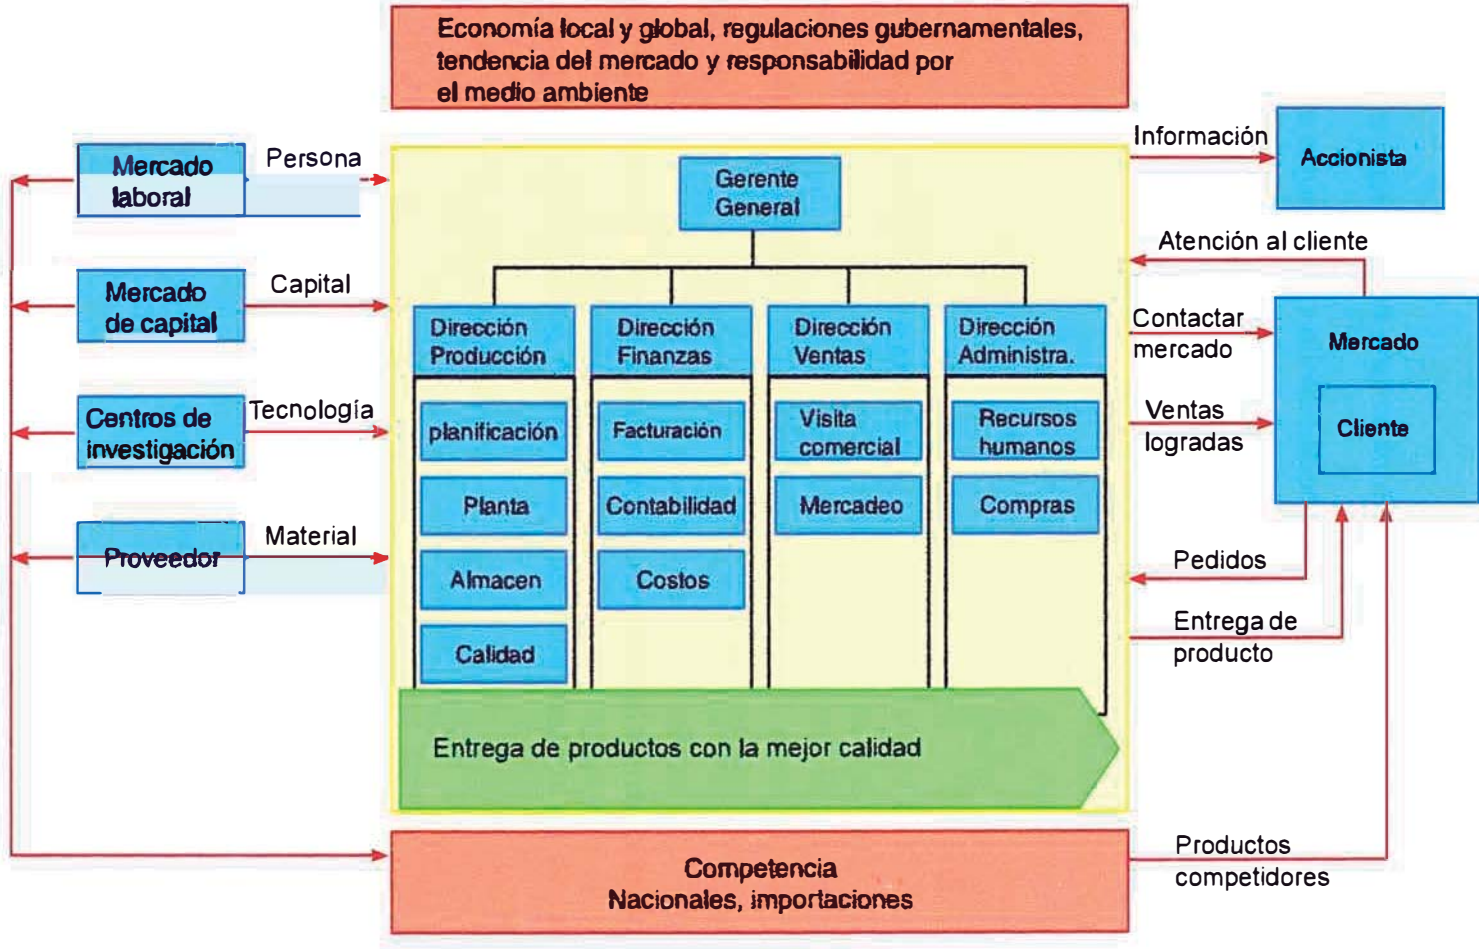 Economía local y global, regulaciones gubernamentales,
tendencia del mercado y responsabilidad por
el medio ambiente
Mercado
laboral
Persona
Mercado
de capital
Capital
Centros de
investigación
Tecnología
Proveedor
Material
Gerente
General
Dirección
Producción
planificación
Planta
Almacen
Calidad
Dirección
Finanzas
Facturación
Contabilidad
Costos
Dirección
Ventas
Visita
comercial
Mercadeo
Dirección
Administra.
Recursos
humanos
Compras
Entrega de productos con la mejor calidad
Información
Accionista
Atención al cliente
Contactar
mercado
Ventas
logradas
Mercado
Cliente
Pedidos
Entrega de
producto
Productos
competidores
Competencia
Nacionales, importaciones